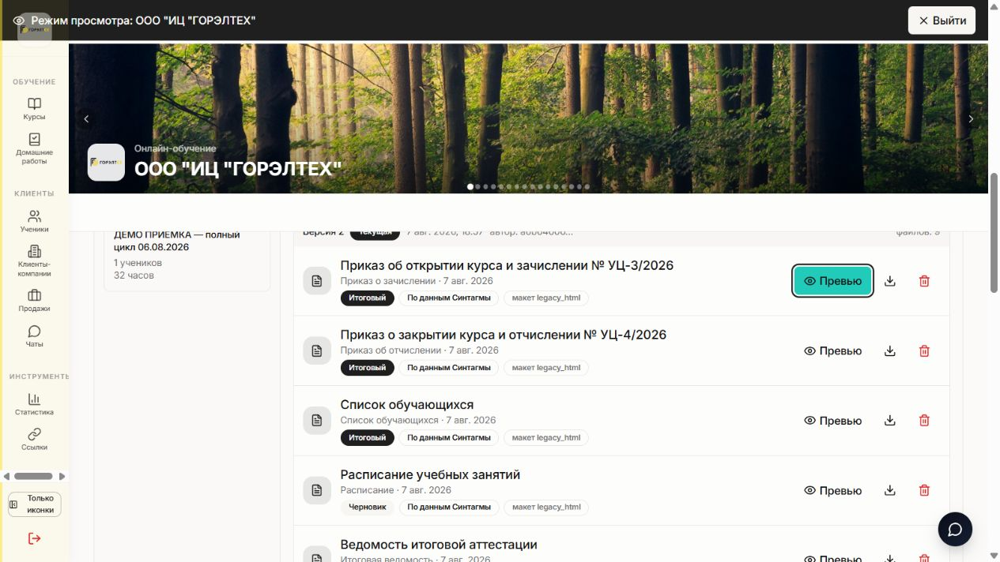 Режим просмотра: ООО "ИЦ "ГОРЭЛТЕХ"
Выйти
ОБУЧЕНИЕ
Курсы
Домашние
работы
КЛИЕНТЫ
Ученики
Клиенты-
компании
Продажи
Чаты
ИНСТРУМЕНТЫ
Статистика
Ссылки
Только
иконки
ГОРЭЛТЕХ
Онлайн-обучение
ООО "ИЦ "ГОРЭЛТЕХ"
ДЕМО ПРИЕМКА — полный
цикл 06.08.2026
1 учеников
32 часов
Версия 2 Текущая 7 авг. 2026, файлов: 9
Приказ об открытии курса и зачислении № УЦ-3/2026
Приказ о зачислении · 7 авг. 2026
Итоговый По данным Синтагмы макет legacy_html
Превью
Приказ о закрытии курса и отчислении № УЦ-4/2026
Приказ об отчислении · 7 авг. 2026
Итоговый По данным Синтагмы макет legacy_html
Превью
Список обучающихся
Список обучающихся · 7 авг. 2026
Итоговый По данным Синтагмы макет legacy_html
Превью
Расписание учебных занятий
Расписание · 7 авг. 2026
Черновик По данным Синтагмы макет legacy_html
Превью
Ведомость итоговой аттестации
Итоговая ведомость · 7 авг. 2026
Превью